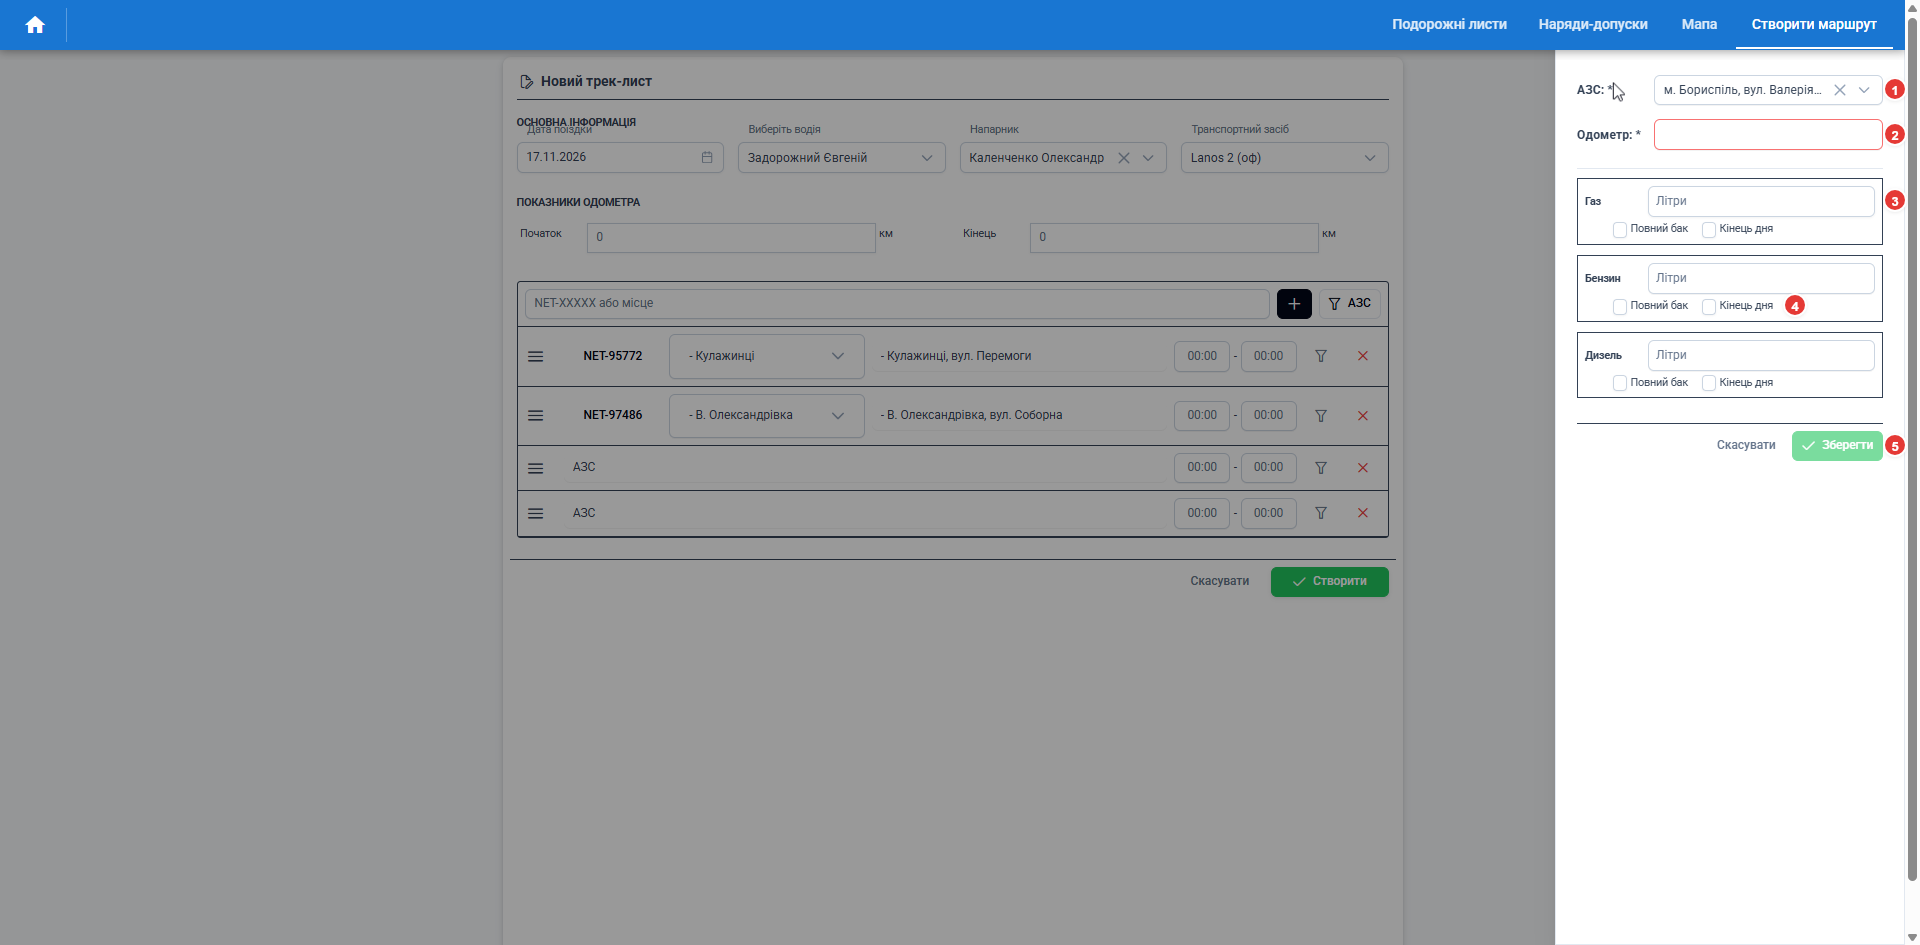 Подорожні листи Наряди-допуски Мапа Створити маршрут
Новий трек-лист
ОСНОВНА ІНФОРМАЦІЯ
Дата поїздки Виберіть водія Напарник Транспортний засіб
17.11.2026 Задорожний Євгеній Каленченко Олександр Lanos 2 (оф)
ПОКАЗНИКИ ОДОМЕТРА
Початок 0 км Кінець 0 км
NET-XXXXX або місце АЗС
NET-95772 - Кулажинці - Кулажинці, вул. Перемоги 00:00 - 00:00
NET-97486 - В. Олександрівка - В. Олександрівка, вул. Соборна 00:00 - 00:00
АЗС 00:00 - 00:00
АЗС 00:00 - 00:00
Скасувати Створити
АЗС: * м. Бориспіль, вул. Валерія... 1
Одометр: * 2
Газ Літри 3
Повний бак Кінець дня
Бензин Літри
Повний бак Кінець дня 4
Дизель Літри
Повний бак Кінець дня
Скасувати Зберегти 5